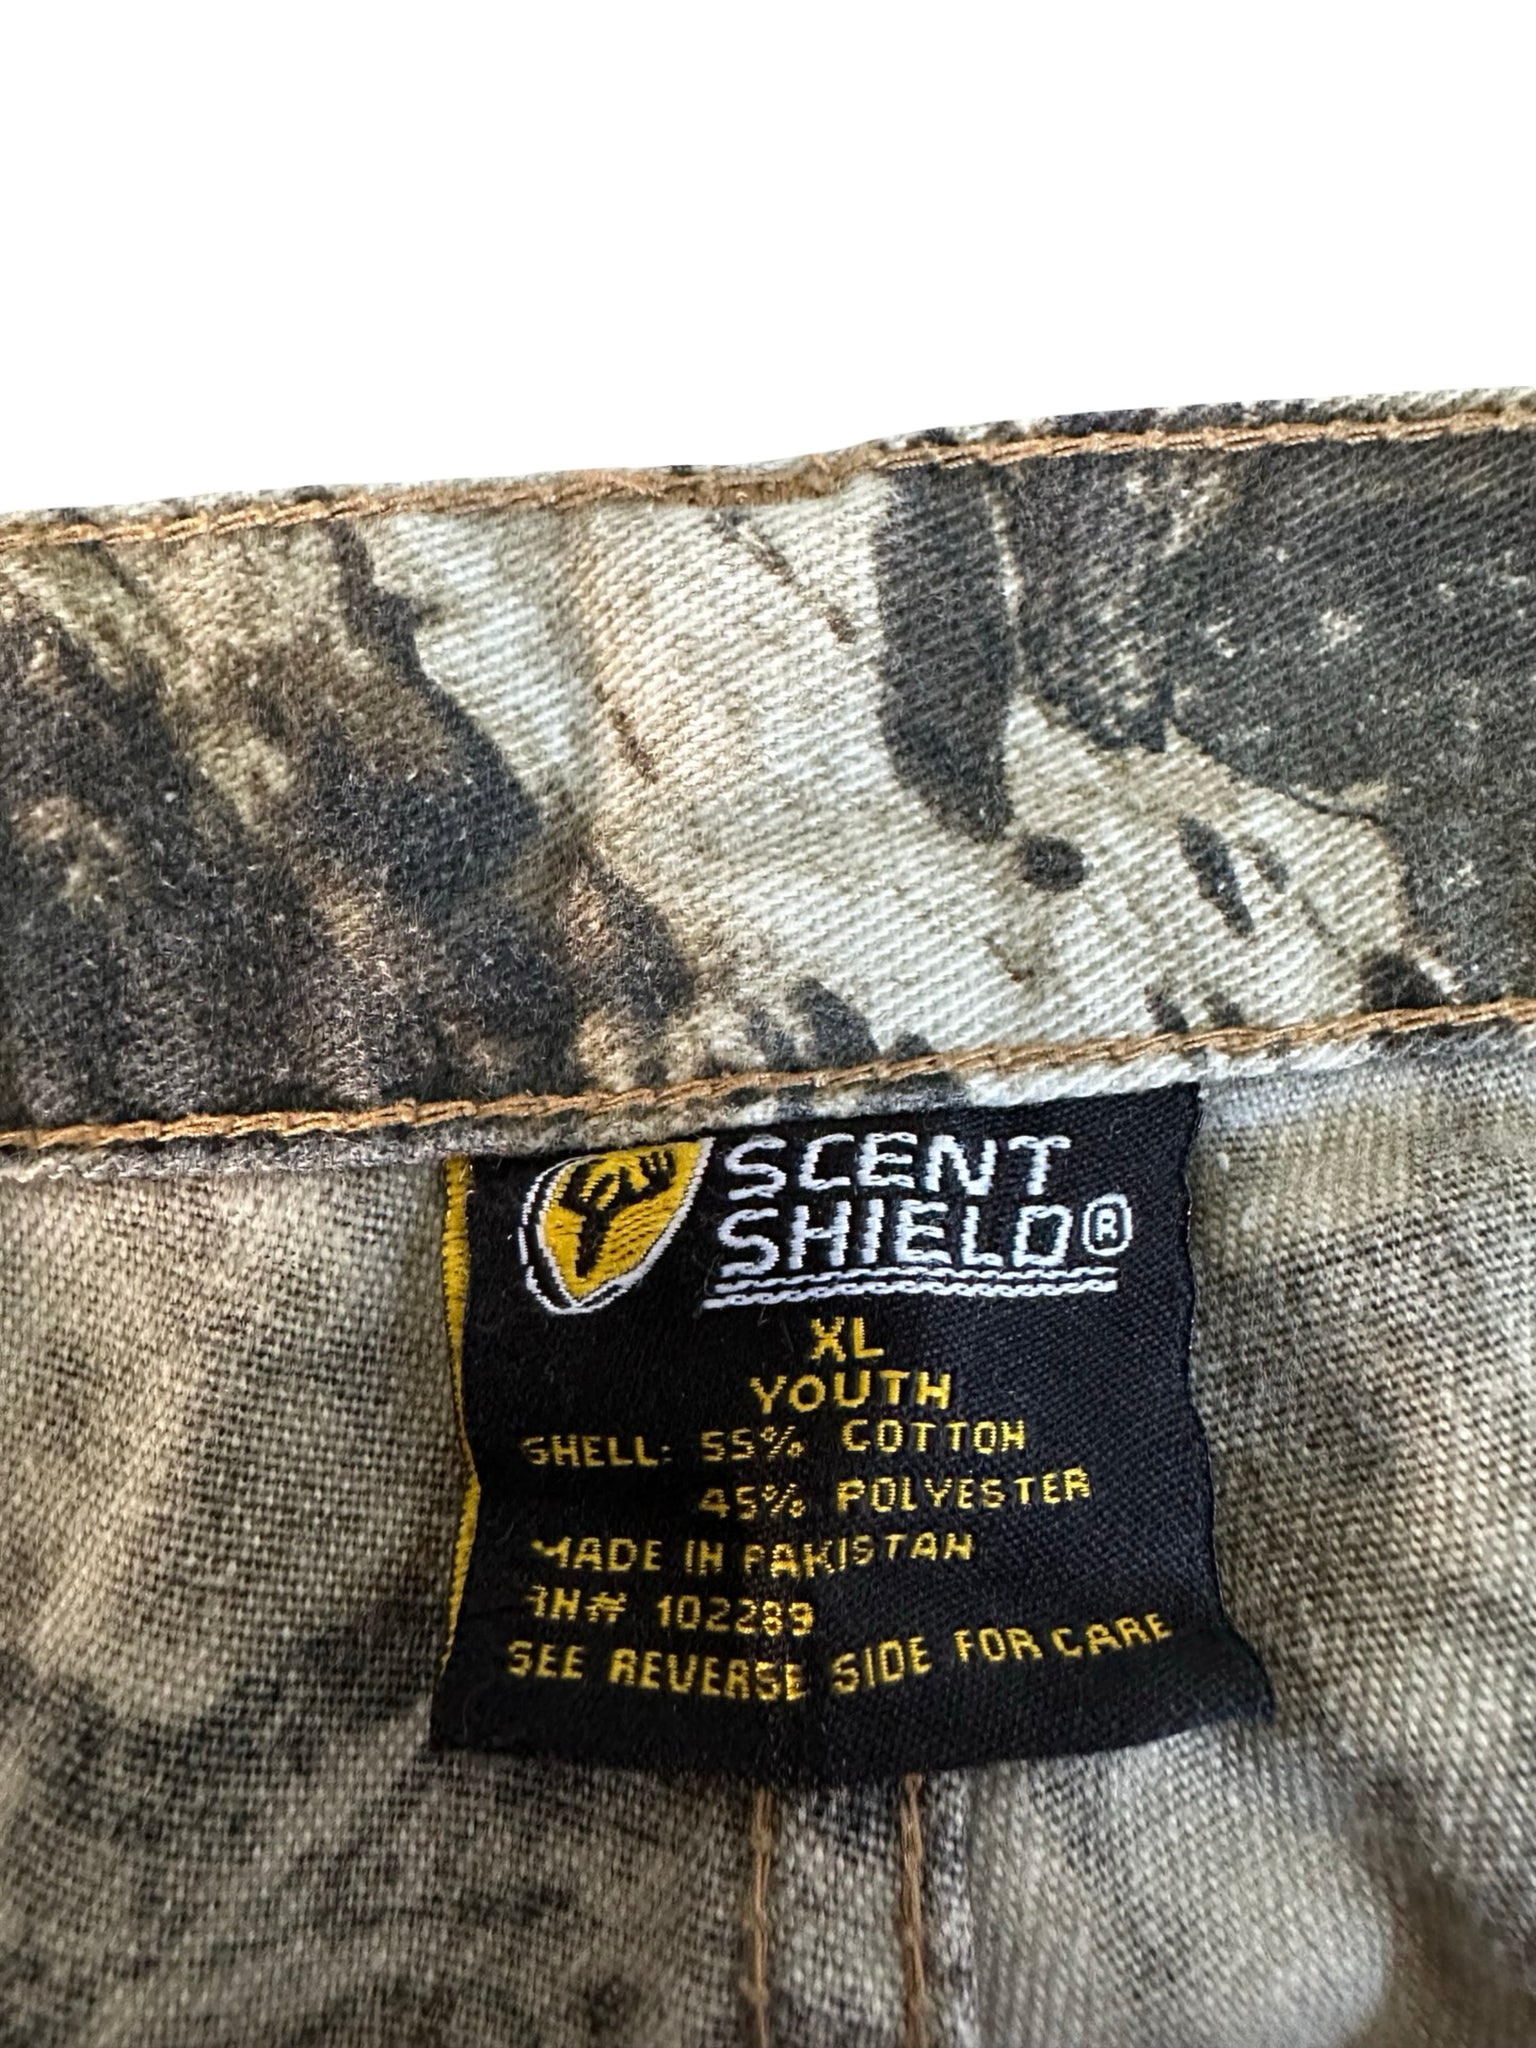 SCENT
SHIELD®
XL
YOUTH
SHELL: 55% COTTON
45% POLYESTER
MADE IN PAKISTAN
RN# 102289
SEE REVERSE SIDE FOR CARE